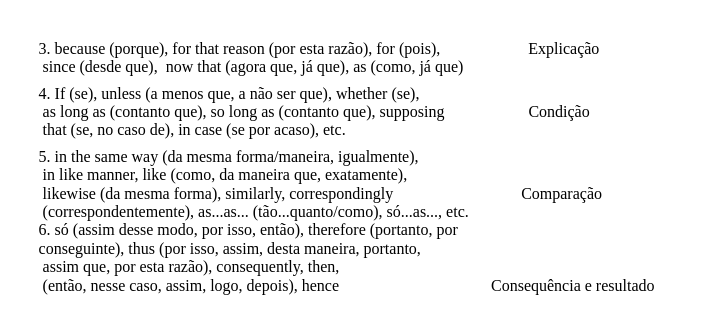 3. because (porque), for that reason (por esta razão), for (pois), Explicação
since (desde que), now that (agora que, já que), as (como, já que)
4. If (se), unless (a menos que, a não ser que), whether (se),
as long as (contanto que), so long as (contanto que), supposing Condição
that (se, no caso de), in case (se por acaso), etc.
5. in the same way (da mesma forma/maneira, igualmente),
in like manner, like (como, da maneira que, exatamente),
likewise (da mesma forma), similarly, correspondingly Comparação
(correspondentemente), as...as... (tão...quanto/como), só...as..., etc.
6. só (assim desse modo, por isso, então), therefore (portanto, por
conseguinte), thus (por isso, assim, desta maneira, portanto,
assim que, por esta razão), consequently, then,
(então, nesse caso, assim, logo, depois), hence Consequência e resultado